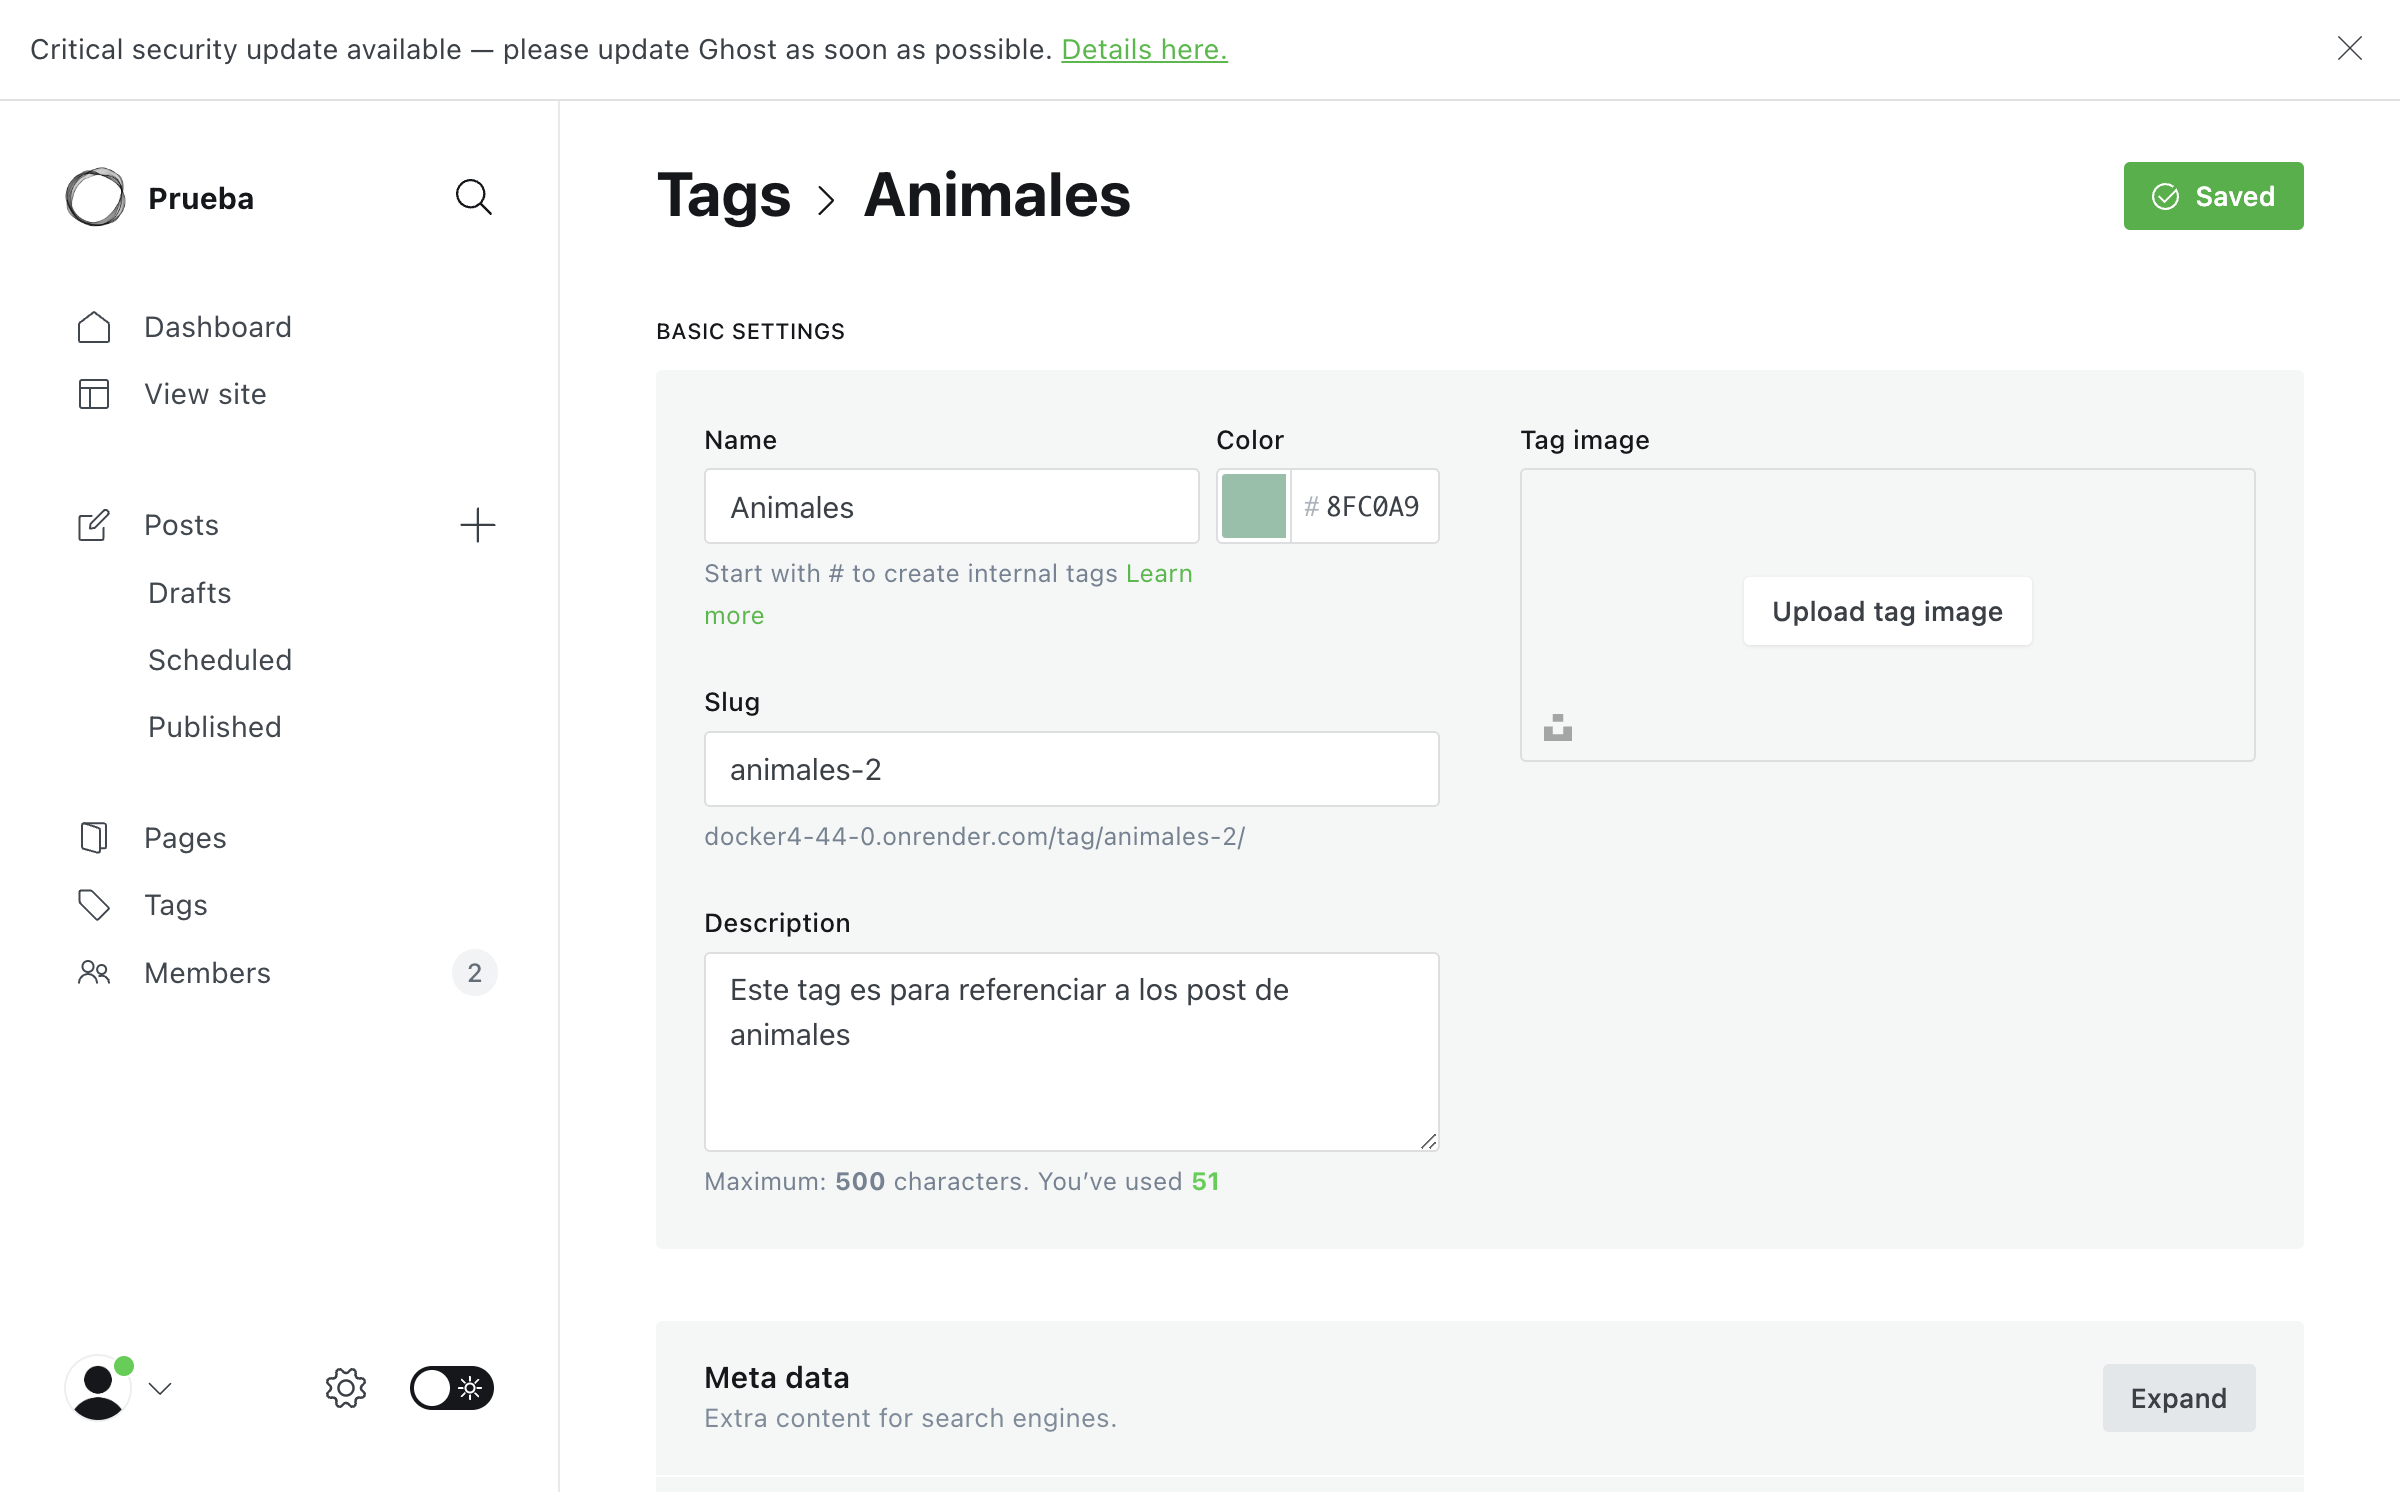 Critical security update available — please update Ghost as soon as possible. Details here.
Prueba
Dashboard
View site
Posts
Drafts
Scheduled
Published
Pages
Tags
Members
2
Tags > Animales
Saved
BASIC SETTINGS
Name
Animales
Start with # to create internal tags Learn
more
Color
# 8FC0A9
Slug
animales-2
docker4-44-0.onrender.com/tag/animales-2/
Description
Este tag es para referenciar a los post de
animales
Maximum: 500 characters. You’ve used 51
Tag image
Upload tag image
Meta data
Extra content for search engines.
Expand